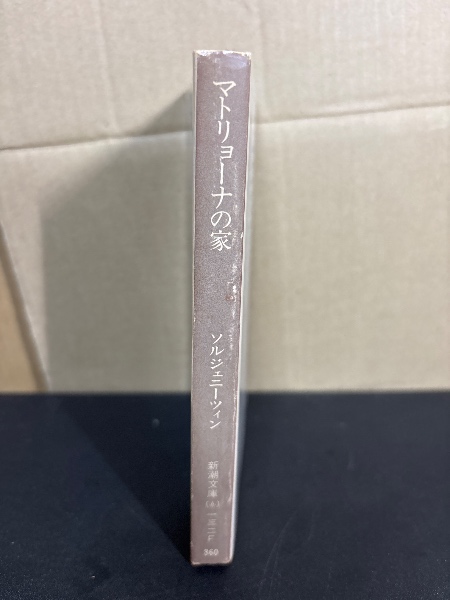 マトリョーナの家
ソルジェニーツィン
新潮文庫
360